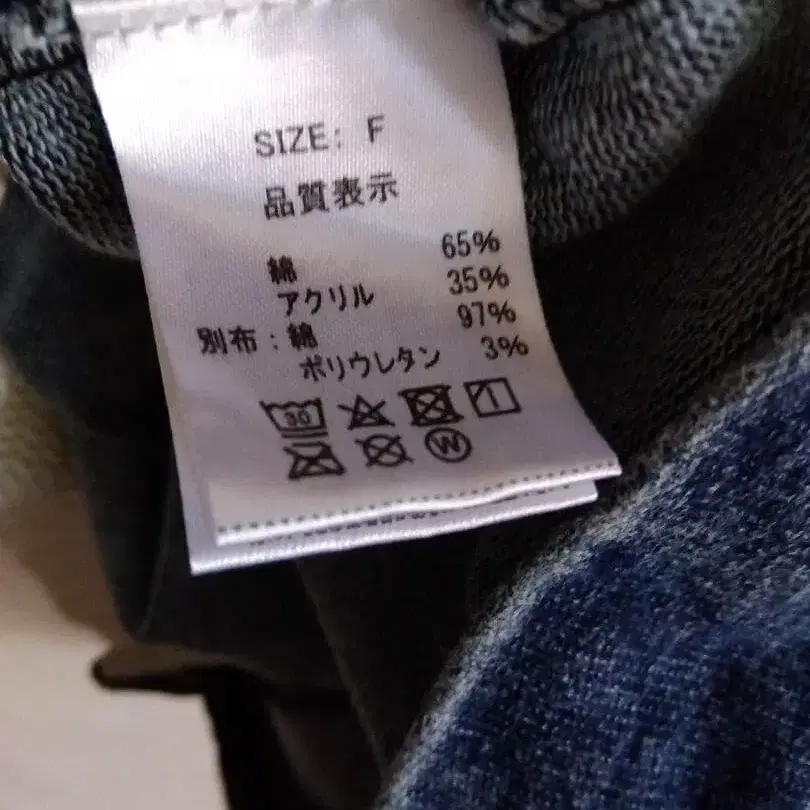 SIZE: F
品質表示
綿 65%
アクリル 35%
別布:綿 97%
ポリウレタン 3%
30
W